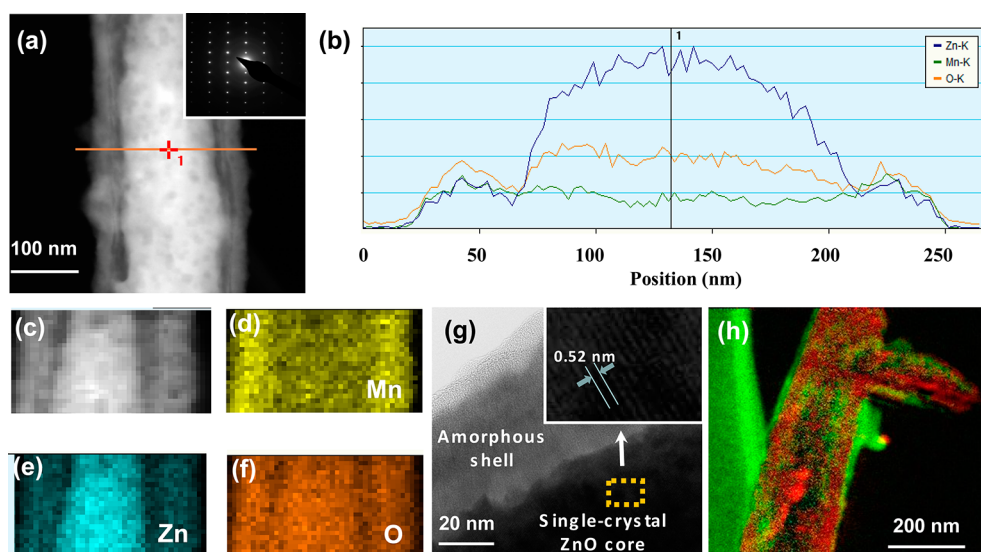 (a)
1
100 nm
(b)
1
Zn-K
Mn-K
O-K
0
50
100
150
200
250
Position (nm)
(c)
(d)
Mn
(e)
Zn
(f)
O
(g)
0.52 nm
Amorphous
shell
20 nm
Single-crystal
ZnO core
(h)
200 nm